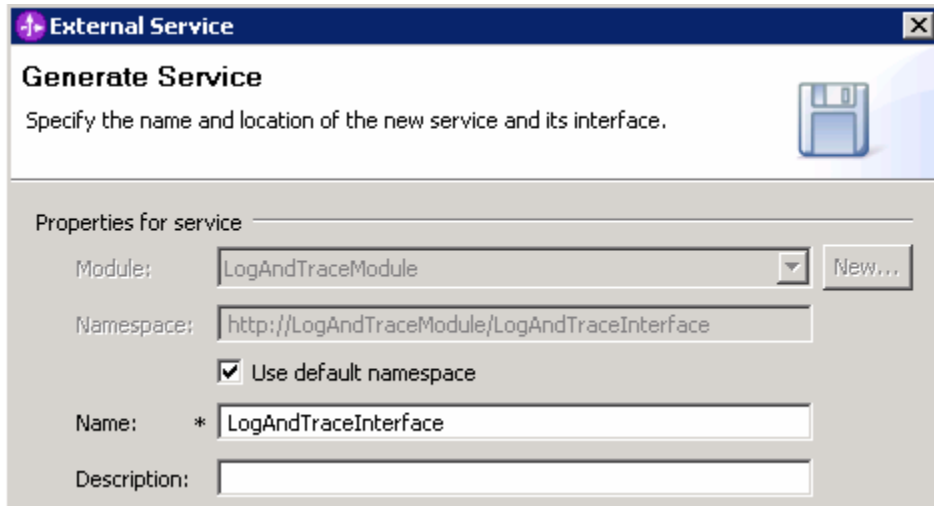 External Service
Generate Service
Specify the name and location of the new service and its interface.
Properties for service
Module: LogAndTraceModule New...
Namespace: http://LogAndTraceModule/LogAndTraceInterface
Use default namespace
Name: * LogAndTraceInterface
Description: